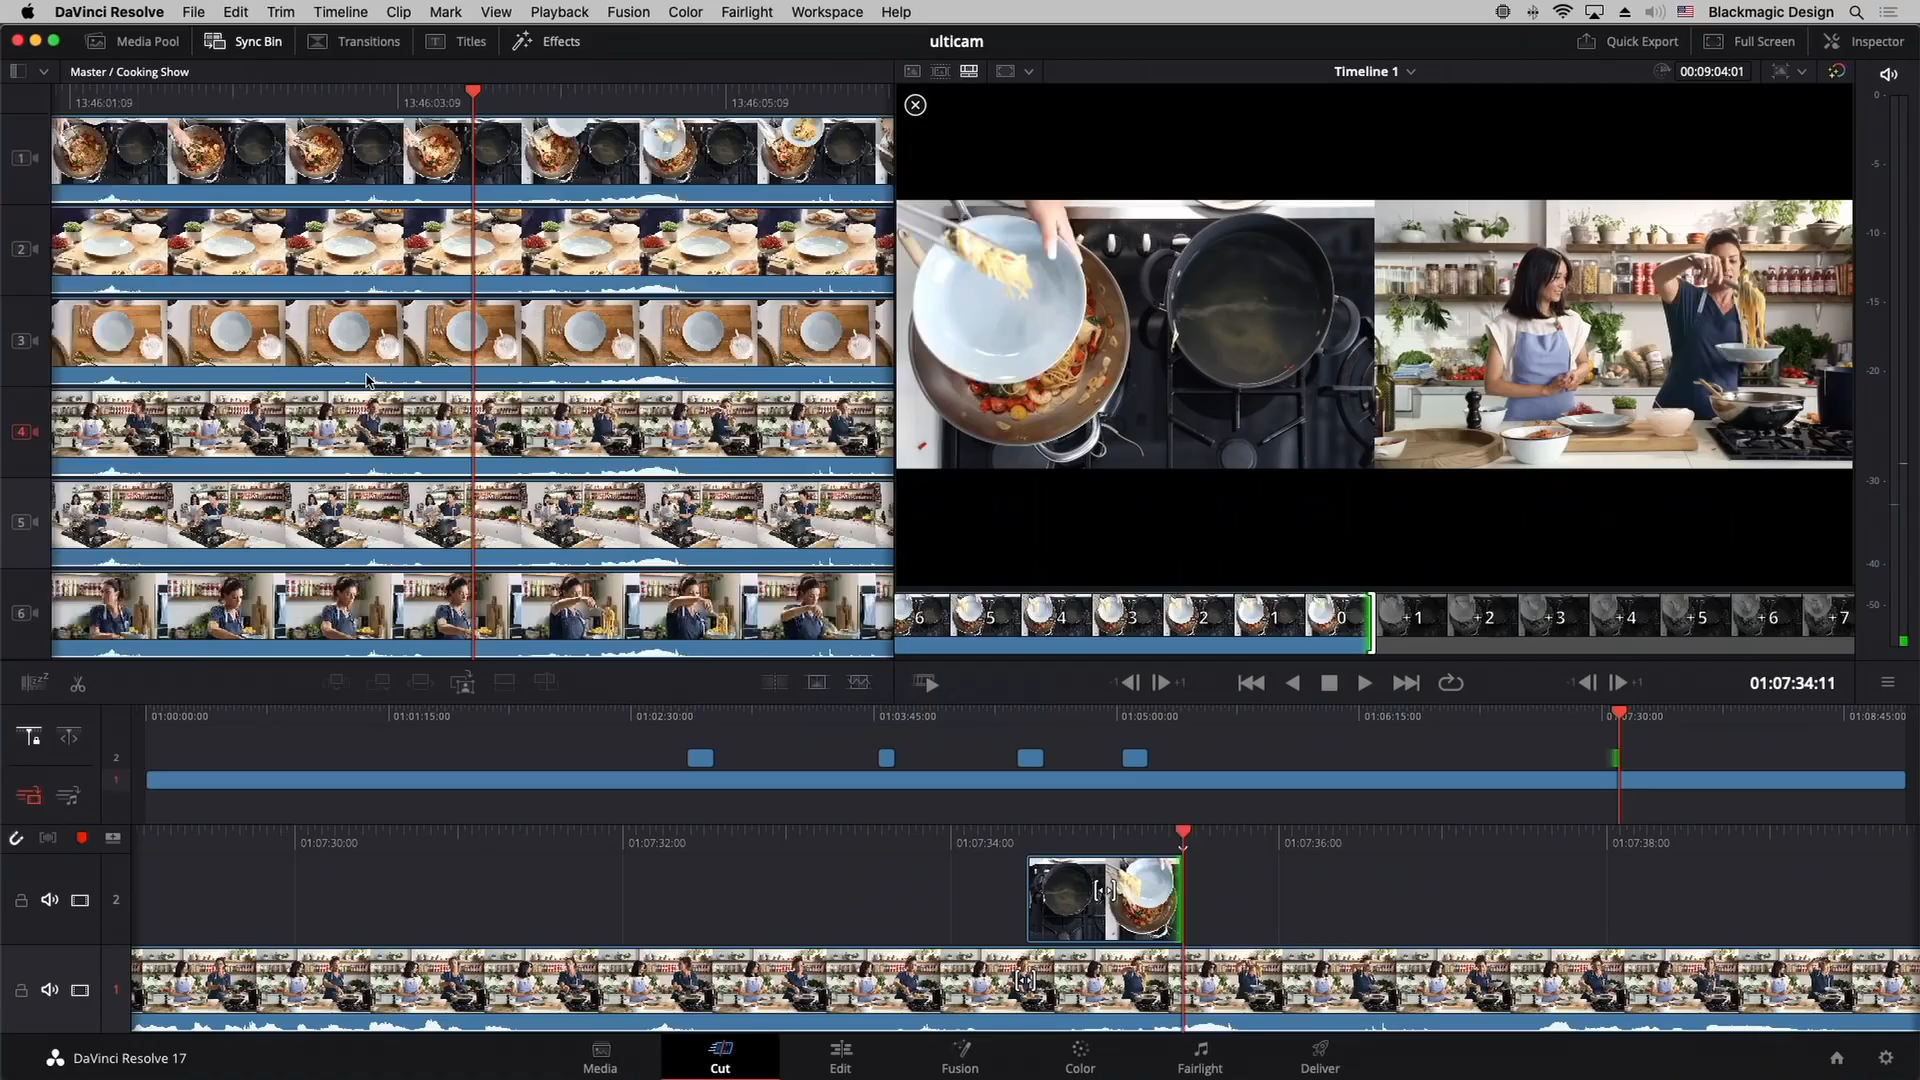 DaVinci Resolve File Edit Trim Timeline Clip Mark View Playback Fusion Color Fairlight Workspace Help Blackmagic Design
Media Pool Sync Bin Transitions Titles Effects ulticam Quick Export Full Screen Inspector
Master / Cooking Show Timeline 1 00:09:04:01
13:46:01:09 13:46:03:09 13:46:05:09
0
-5
-10
-15
-20
-30
-40
-50
1
2
3
4
5
6
-6 -5 -4 -3 -2 -1 0 +1 +2 +3 +4 +5 +6 +7
-1 +1 -1 +1 01:07:34:11
01:00:00:00 01:01:15:00 01:02:30:00 01:03:45:00 01:05:00:00 01:06:15:00 01:07:30:00 01:08:45:00
2
1
01:07:30:00 01:07:32:00 01:07:34:00 01:07:36:00 01:07:38:00
2
1
DaVinci Resolve 17 Media Cut Edit Fusion Color Fairlight Deliver